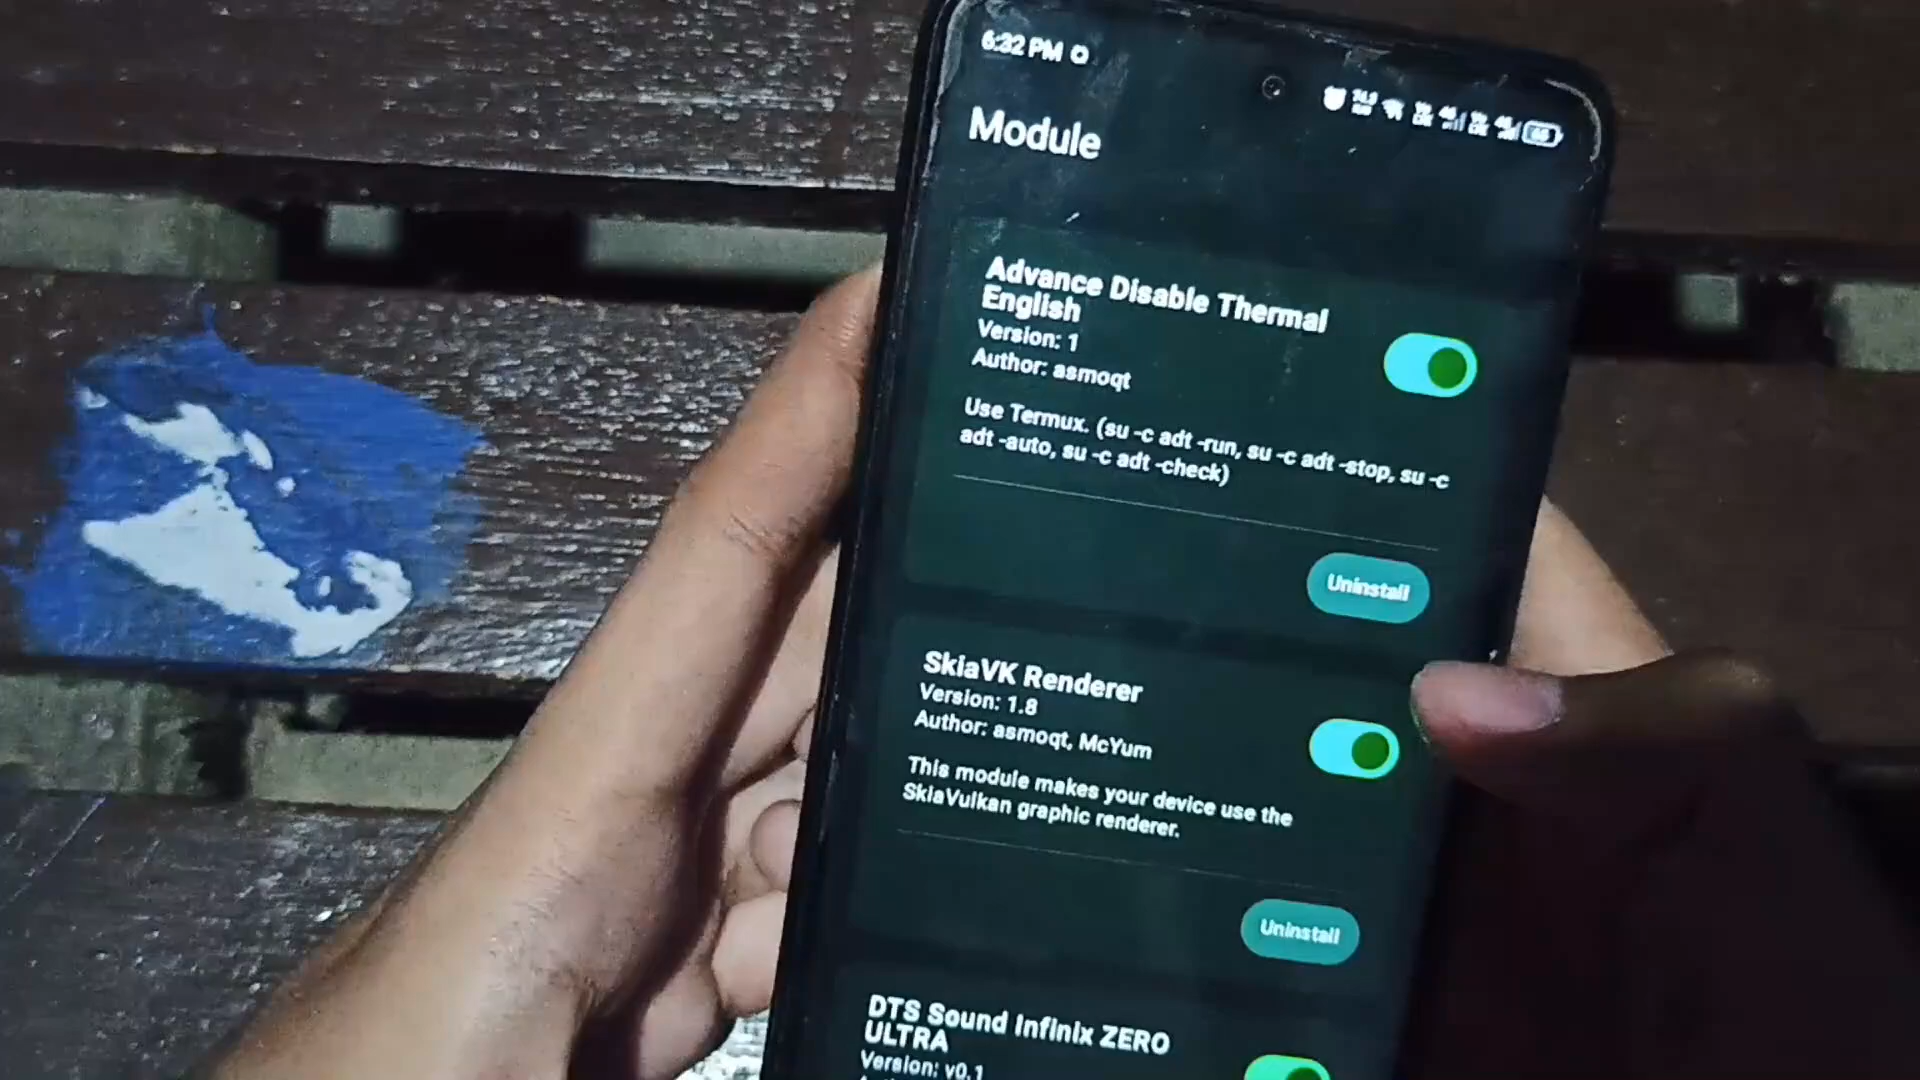 6:32 PM
Module
Advance Disable Thermal
English
Version: 1
Author: asmoqt
Use Termux. (su -c adt -run, su -c adt -stop, su -c
adt -auto, su -c adt -check)
Uninstall
SkiaVK Renderer
Version: 1.8
Author: asmoqt, McYum
This module makes your device use the
SkiaVulkan graphic renderer.
Uninstall
DTS Sound Infinix ZERO
ULTRA
Version: v0.1